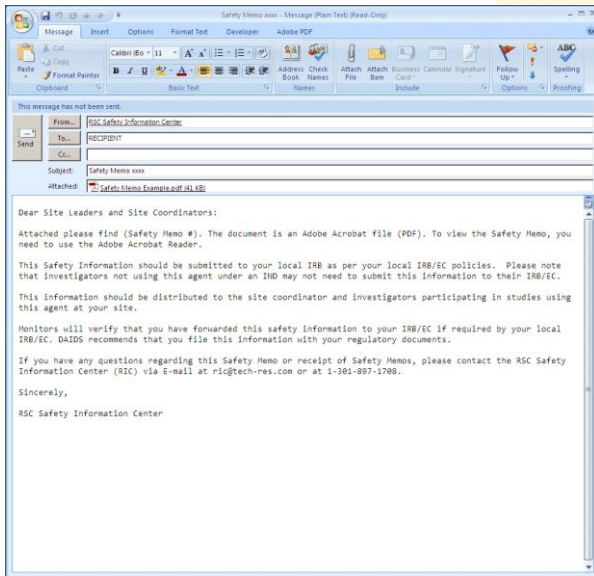 Safety Memo xxxx - Message (Plain Text) (Read-Only)
Message Insert Options Format Text Developer Adobe PDF
Paste
Cut
Copy
Format Painter
Clipboard
Calibri (Bo 11
B I U
Basic Text
Address Book
Check Names
Names
Attach File
Attach Item
Business Card
Calendar
Signature
Include
Follow Up
Options
ABC
Spelling
Proofing
This message has not been sent.
Send
From... RSC Safety Information Center
To... RECIPIENT
Cc...
Subject: Safety Memo xxxx
Attached: Safety Memo Example.pdf (41 KB)
Dear Site Leaders and Site Coordinators:
Attached please find (Safety Memo #). The document is an Adobe Acrobat file (PDF). To view the Safety Memo, you
need to use the Adobe Acrobat Reader.
This Safety Information should be submitted to your local IRB as per your local IRB/EC policies. Please note
that investigators not using this agent under an IND may not need to submit this information to their IRB/EC.
This information should be distributed to the site coordinator and investigators participating in studies using
this agent at your site.
Monitors will verify that you have forwarded this safety information to your IRB/EC if required by your local
IRB/EC. DAIDS recommends that you file this information with your regulatory documents.
If you have any questions regarding this Safety Memo or receipt of Safety Memos, please contact the RSC Safety
Information Center (RIC) via E-mail at ric@tech-res.com or at 1-301-897-1708.
Sincerely,
RSC Safety Information Center